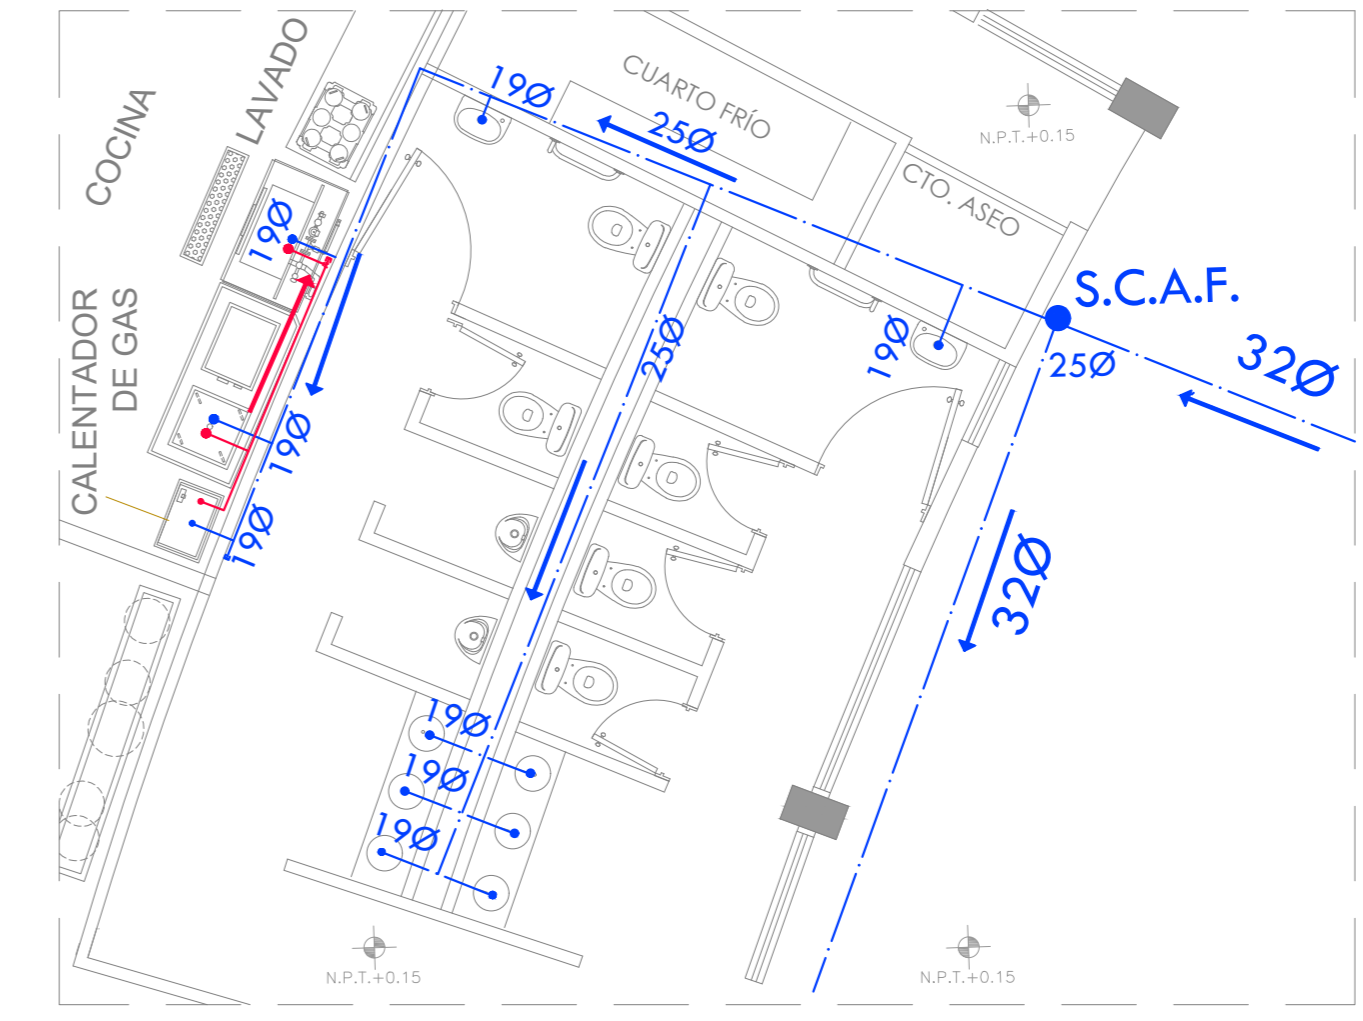 LAVADO
COCINA
19Ø
CUARTO FRÍO
25Ø
N.P.T.+0.15
CTO. ASEO
19Ø
S.C.A.F.
CALENTADOR
DE GAS
25Ø
19Ø
25Ø
32Ø
19Ø
19Ø
32Ø
19Ø
19Ø
19Ø
N.P.T.+0.15
N.P.T.+0.15